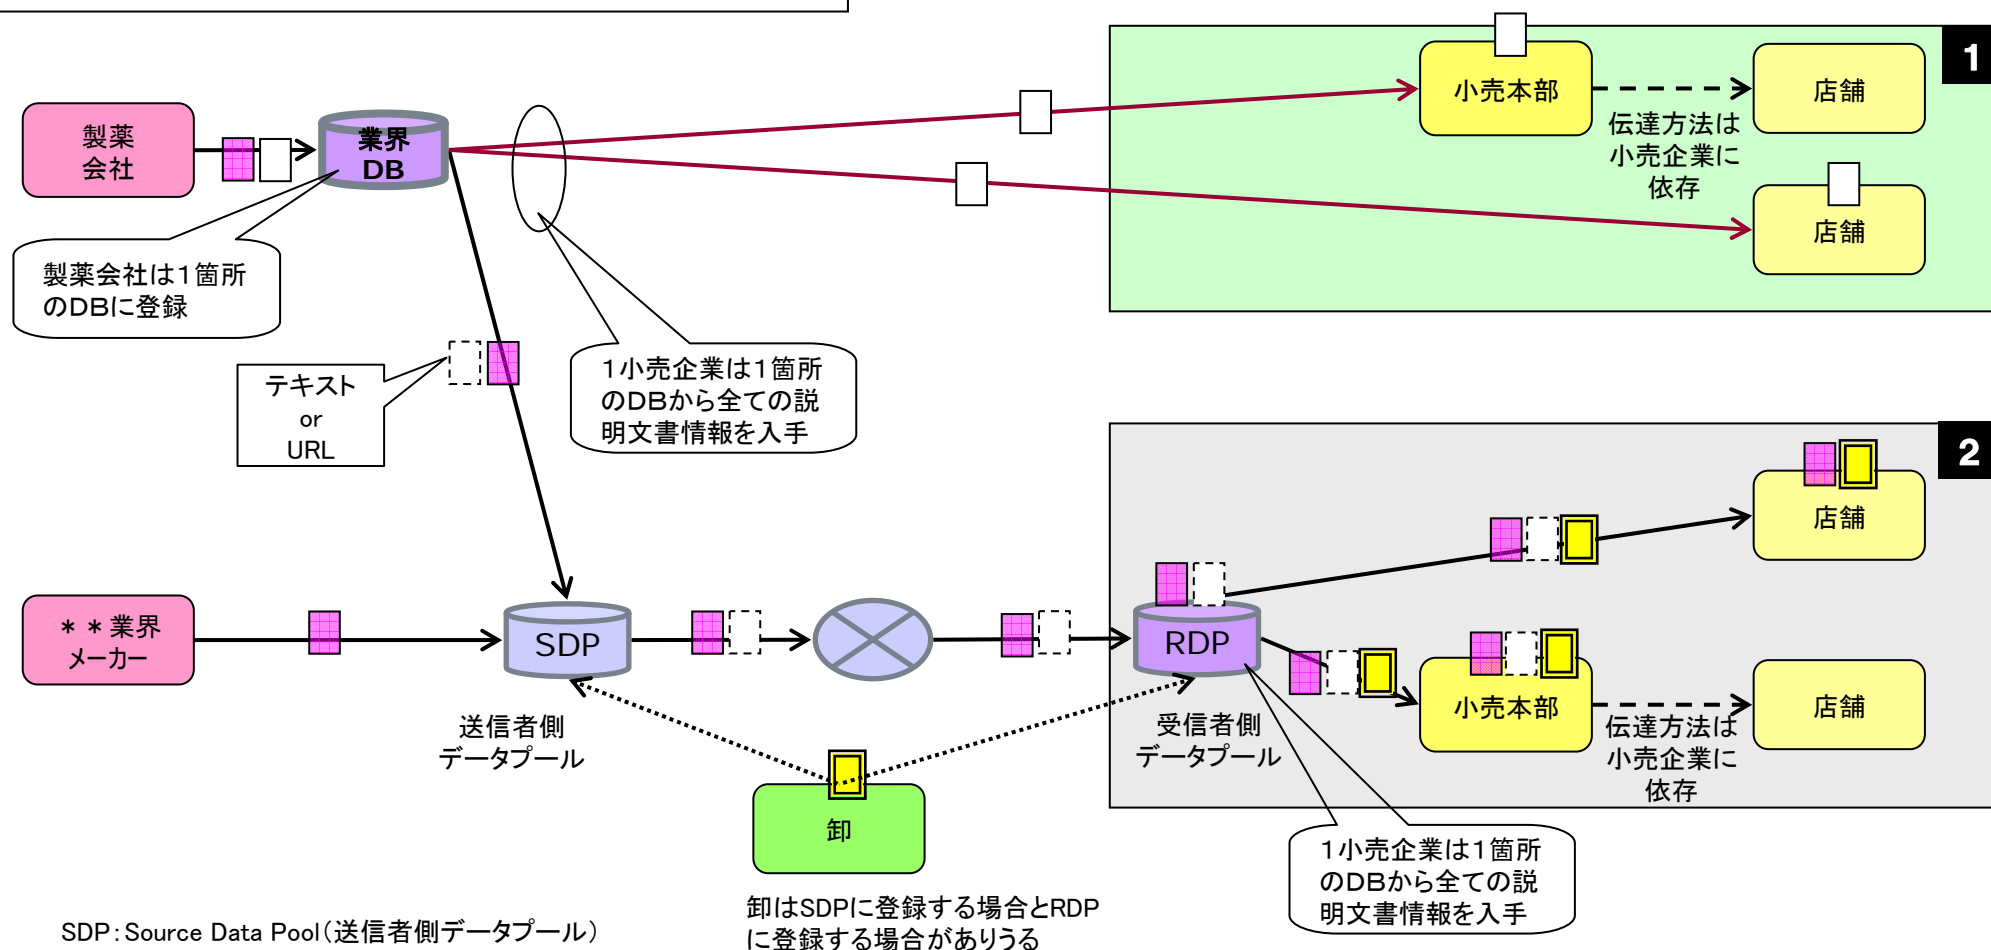 1
小売本部
店舗
製薬
会社
業界
DB
伝達方法は
小売企業に
依存
店舗
製薬会社は１箇所
のＤＢに登録
テキスト
or
URL
１小売企業は１箇所
のＤＢから全ての説
明文書情報を入手
2
店舗
＊＊業界
メーカー
SDP
RDP
小売本部
店舗
送信者側
データプール
受信者側
データプール
伝達方法は
小売企業に
依存
卸
１小売企業は１箇所
のＤＢから全ての説
明文書情報を入手
卸はSDPに登録する場合とRDP
に登録する場合がありうる
SDP：Source Data Pool（送信者側データプール）